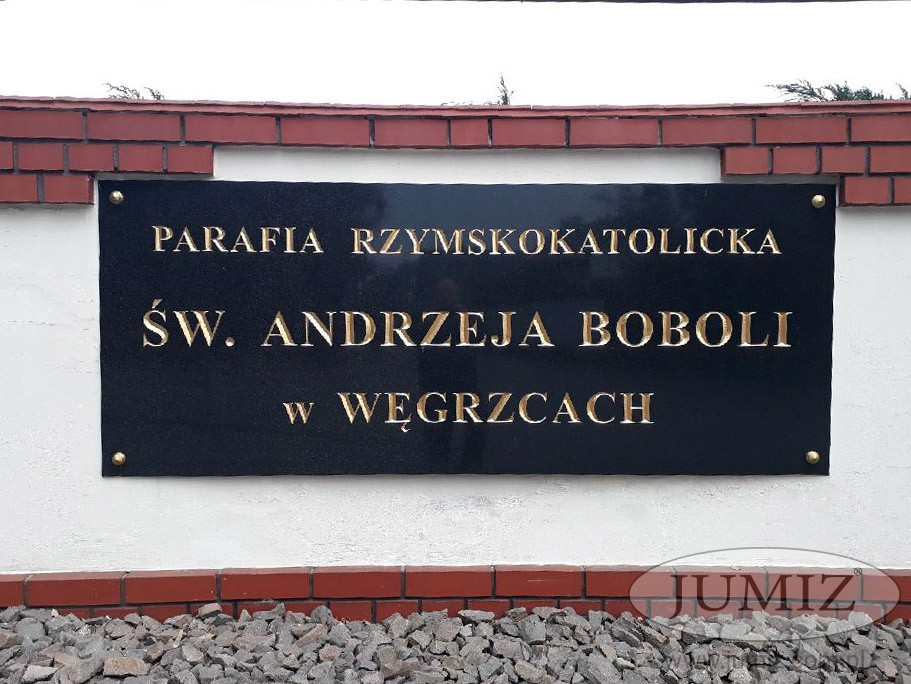 PARAFIA RZYMSKOKATOLICKA
ŚW. ANDRZEJA BOBOLI
w WĘGRZCACH
JUMIZ